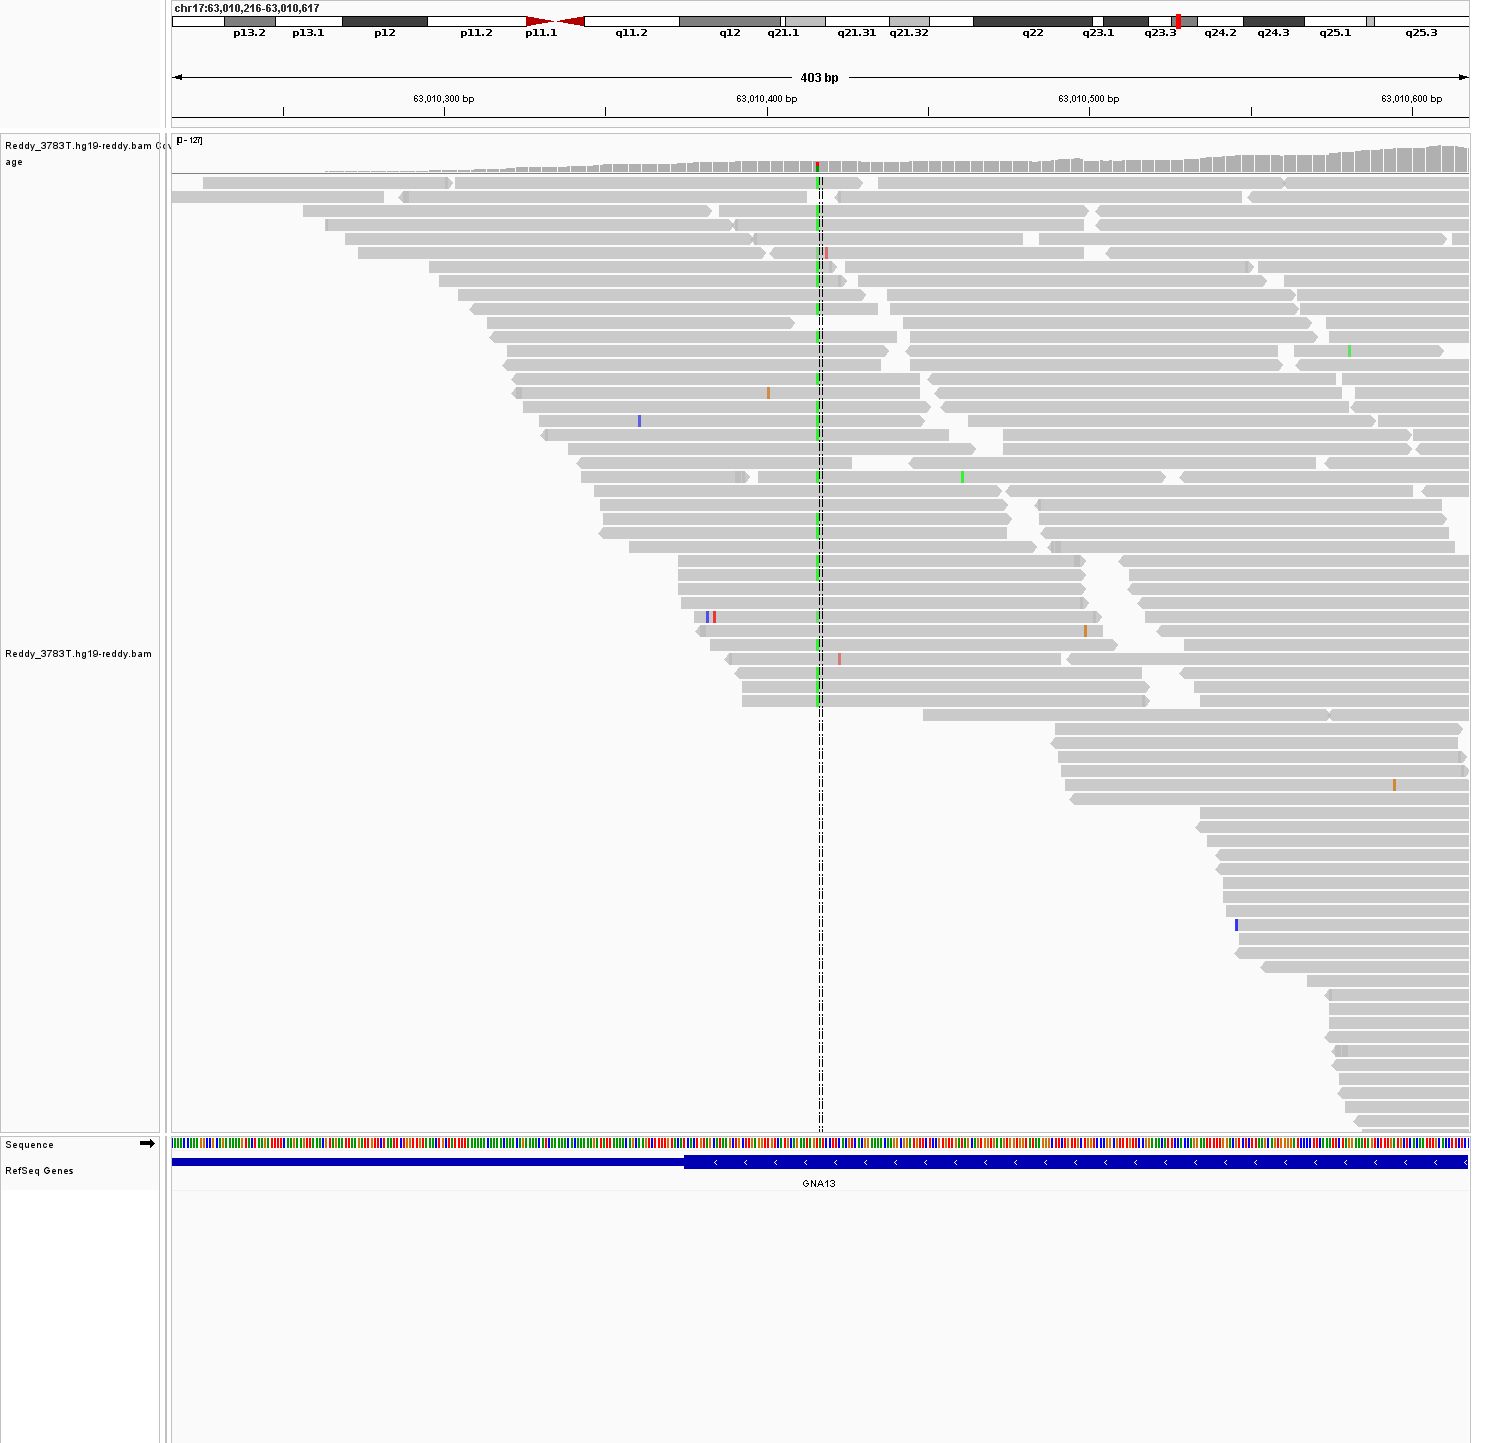 chr17:63,010,216-63,010,617
p13.2 p13.1 p12 p11.2 p11.1 q11.2 q12 q21.1 q21.31 q21.32 q22 q23.1 q23.3 q24.2 q24.3 q25.1 q25.3
403 bp
63,010,300 bp 63,010,400 bp 63,010,500 bp 63,010,600 bp
[0 - 127]
Reddy_3783T.hg19-reddy.bam Cov
age
Reddy_3783T.hg19-reddy.bam
Sequence
RefSeq Genes
GNA13